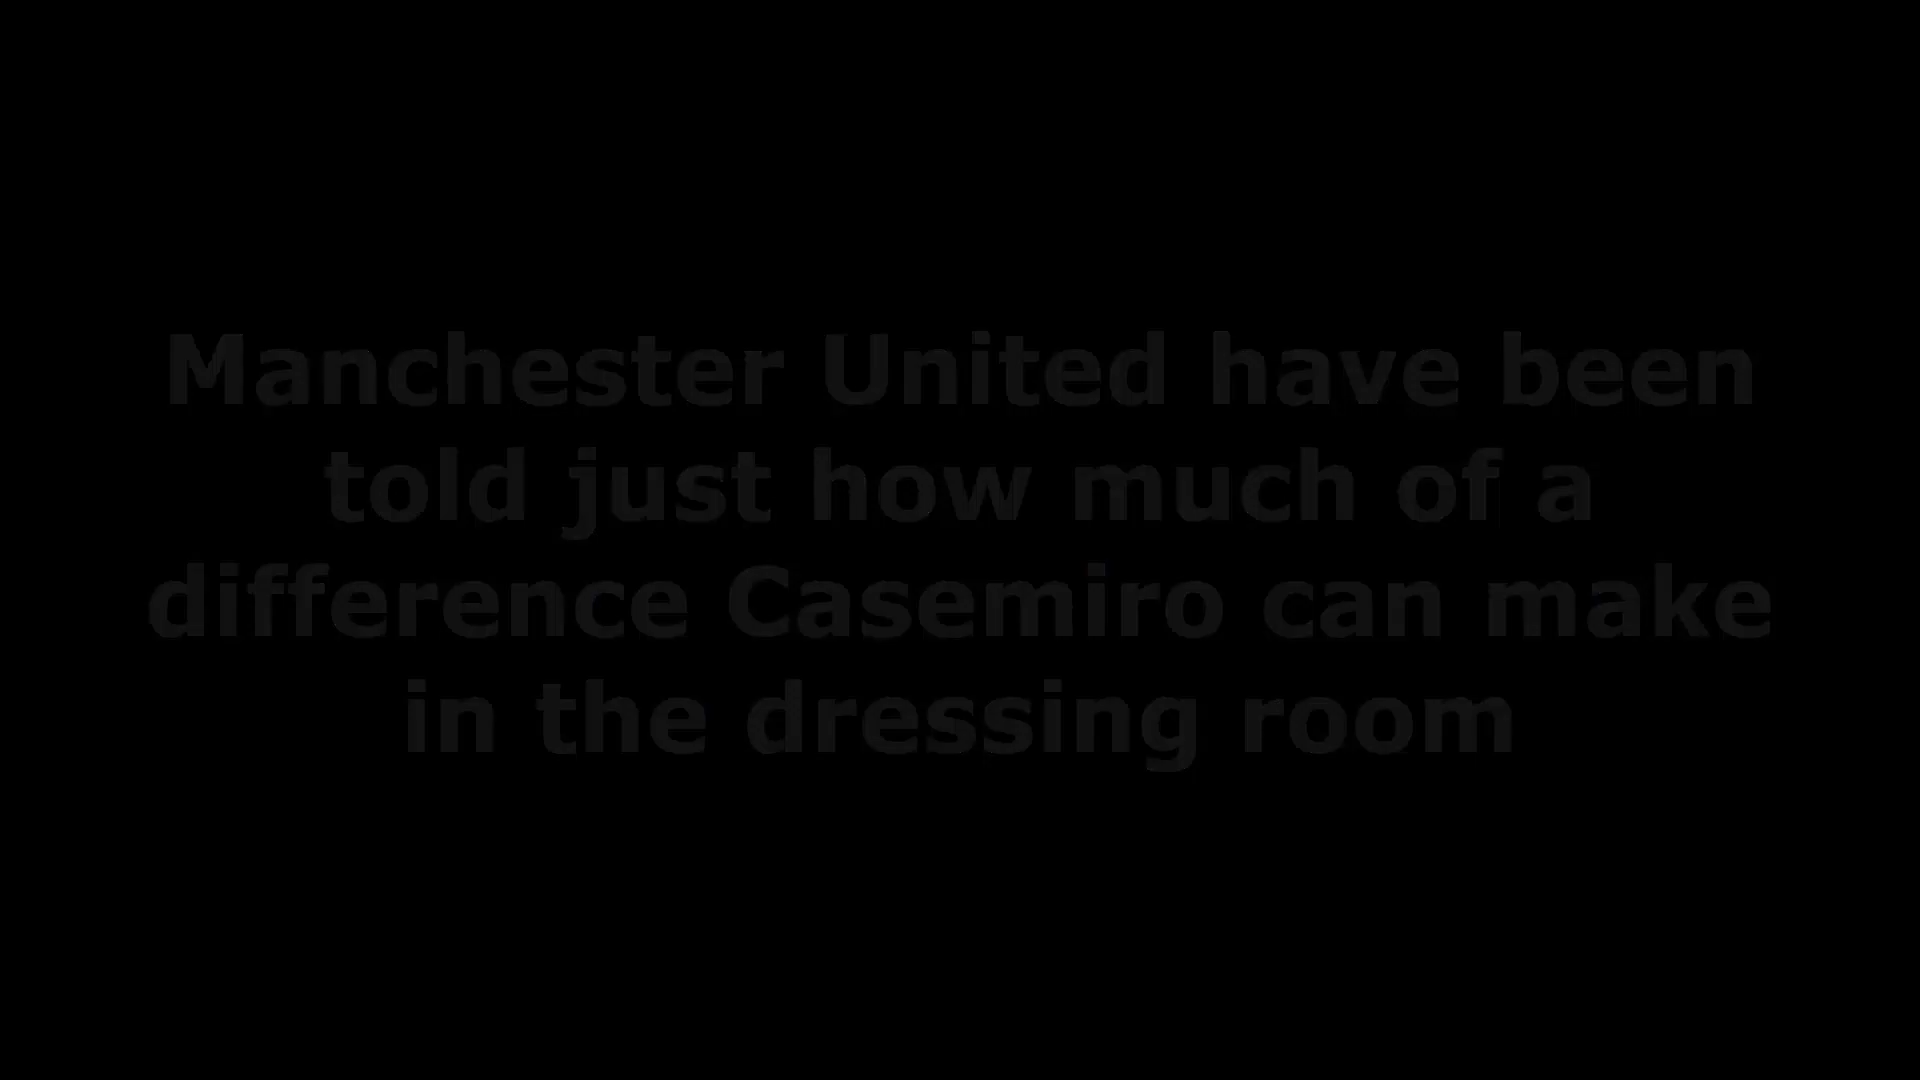 Manchester United have been
told just how much of a
difference Casemiro can make
in the dressing room